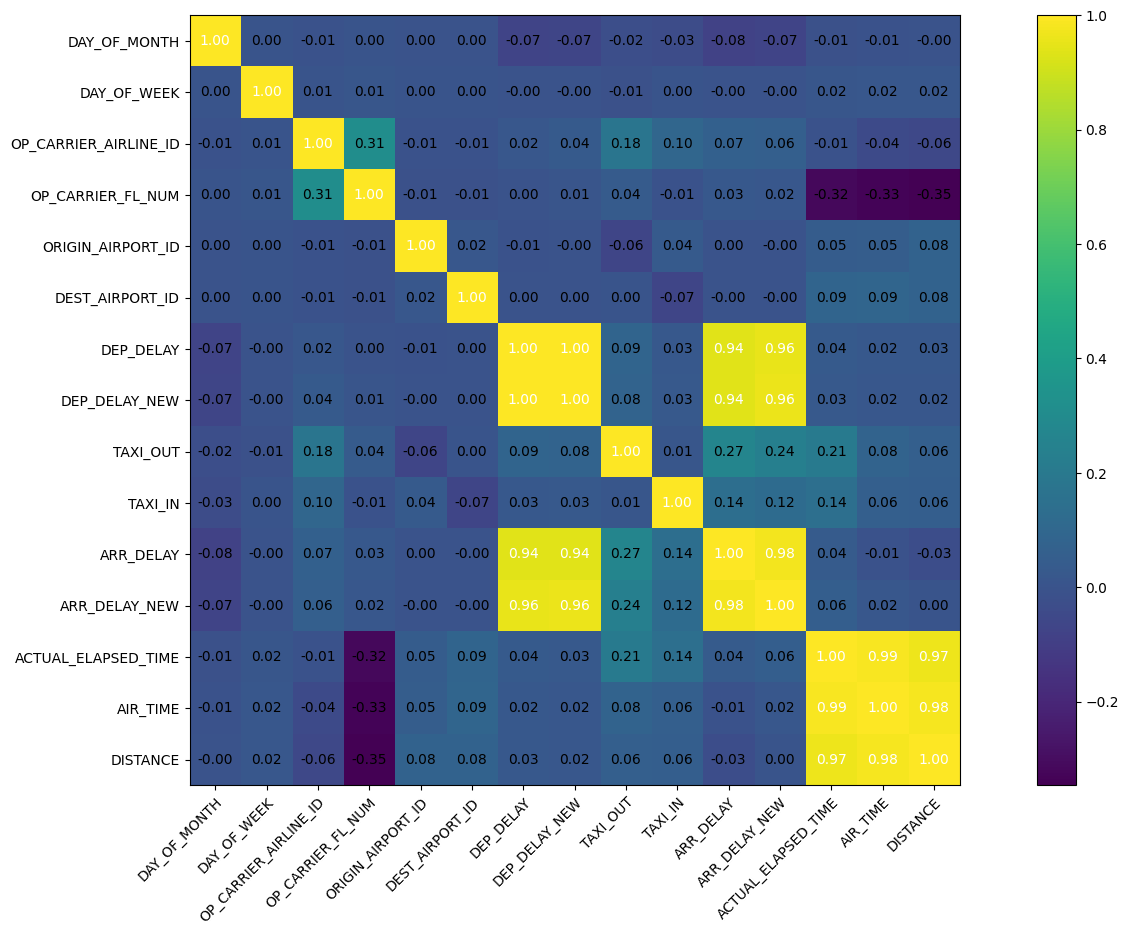 DAY_OF_MONTH 1.00 0.00 -0.01 0.00 0.00 0.00 -0.07 -0.07 -0.02 -0.03 -0.08 -0.07 -0.01 -0.01 -0.00
DAY_OF_WEEK 0.00 1.00 0.01 0.01 0.00 0.00 -0.00 -0.00 -0.01 0.00 -0.00 -0.00 0.02 0.02 0.02
OP_CARRIER_AIRLINE_ID -0.01 0.01 1.00 0.31 -0.01 -0.01 0.02 0.04 0.18 0.10 0.07 0.06 -0.01 -0.04 -0.06
OP_CARRIER_FL_NUM 0.00 0.01 0.31 1.00 -0.01 -0.01 0.00 0.01 0.04 -0.01 0.03 0.02 -0.32 -0.33 -0.35
ORIGIN_AIRPORT_ID 0.00 0.00 -0.01 -0.01 1.00 0.02 -0.01 -0.00 -0.06 0.04 0.00 -0.00 0.05 0.05 0.08
DEST_AIRPORT_ID 0.00 0.00 -0.01 -0.01 0.02 1.00 0.00 0.00 0.00 -0.07 -0.00 -0.00 0.09 0.09 0.08
DEP_DELAY -0.07 -0.00 0.02 0.00 -0.01 0.00 1.00 1.00 0.09 0.03 0.94 0.96 0.04 0.02 0.03
DEP_DELAY_NEW -0.07 -0.00 0.04 0.01 -0.00 0.00 1.00 1.00 0.08 0.03 0.94 0.96 0.03 0.02 0.02
TAXI_OUT -0.02 -0.01 0.18 0.04 -0.06 0.00 0.09 0.08 1.00 0.01 0.27 0.24 0.21 0.08 0.06
TAXI_IN -0.03 0.00 0.10 -0.01 0.04 -0.07 0.03 0.03 0.01 1.00 0.14 0.12 0.14 0.06 0.06
ARR_DELAY -0.08 -0.00 0.07 0.03 0.00 -0.00 0.94 0.94 0.27 0.14 1.00 0.98 0.04 -0.01 -0.03
ARR_DELAY_NEW -0.07 -0.00 0.06 0.02 -0.00 -0.00 0.96 0.96 0.24 0.12 0.98 1.00 0.06 0.02 0.00
ACTUAL_ELAPSED_TIME -0.01 0.02 -0.01 -0.32 0.05 0.09 0.04 0.03 0.21 0.14 0.04 0.06 1.00 0.99 0.97
AIR_TIME -0.01 0.02 -0.04 -0.33 0.05 0.09 0.02 0.02 0.08 0.06 -0.01 0.02 0.99 1.00 0.98
DISTANCE -0.00 0.02 -0.06 -0.35 0.08 0.08 0.03 0.02 0.06 0.06 -0.03 0.00 0.97 0.98 1.00
DAY_OF_MONTH
DAY_OF_WEEK
OP_CARRIER_AIRLINE_ID
OP_CARRIER_FL_NUM
ORIGIN_AIRPORT_ID
DEST_AIRPORT_ID
DEP_DELAY
DEP_DELAY_NEW
TAXI_OUT
TAXI_IN
ARR_DELAY
ARR_DELAY_NEW
ACTUAL_ELAPSED_TIME
AIR_TIME
DISTANCE
1.0
0.8
0.6
0.4
0.2
0.0
−0.2